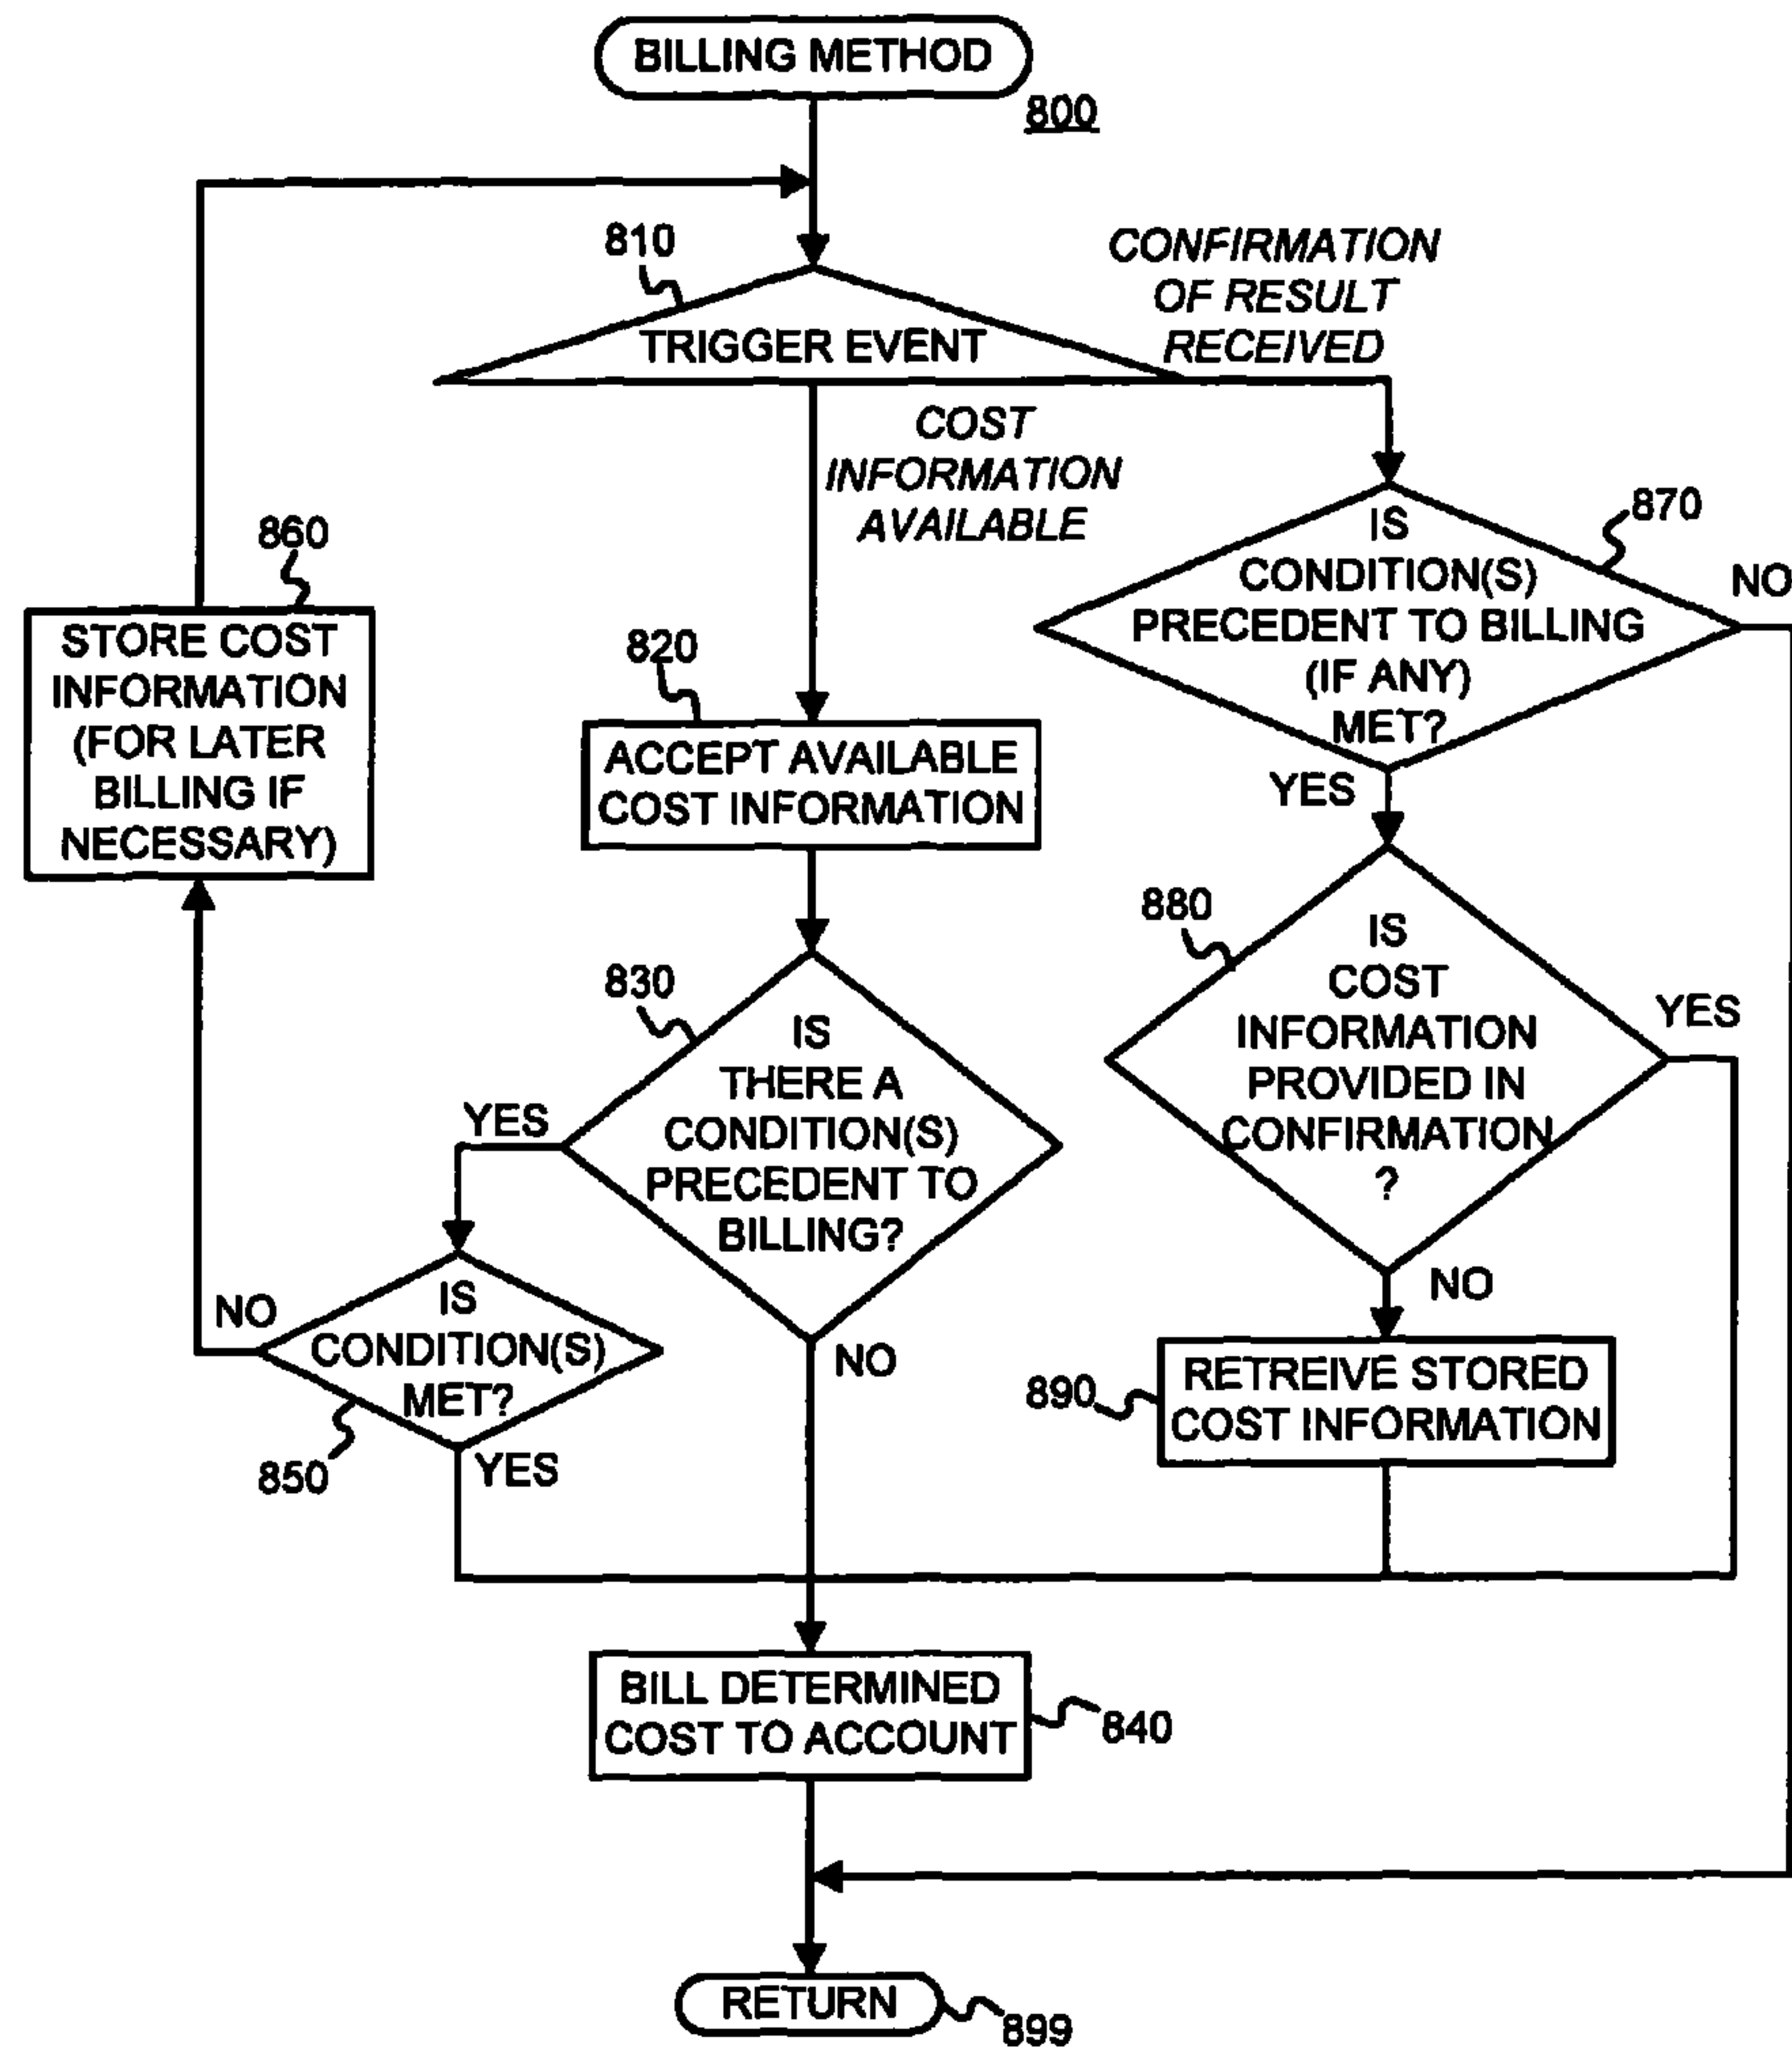 BILLING METHOD
800
810
TRIGGER EVENT
CONFIRMATION
OF RESULT
RECEIVED
COST
INFORMATION
AVAILABLE
860
STORE COST
INFORMATION
(FOR LATER
BILLING IF
NECESSARY)
820
ACCEPT AVAILABLE
COST INFORMATION
870
IS
CONDITION(S)
PRECEDENT TO BILLING
(IF ANY)
MET?
NO
YES
830
IS
THERE A
CONDITION(S)
PRECEDENT TO
BILLING?
YES
NO
880
IS
COST
INFORMATION
PROVIDED IN
CONFIRMATION
?
YES
NO
IS
CONDITION(S)
MET?
NO
YES
850
890
RETREIVE STORED
COST INFORMATION
BILL DETERMINED
COST TO ACCOUNT
840
RETURN
899